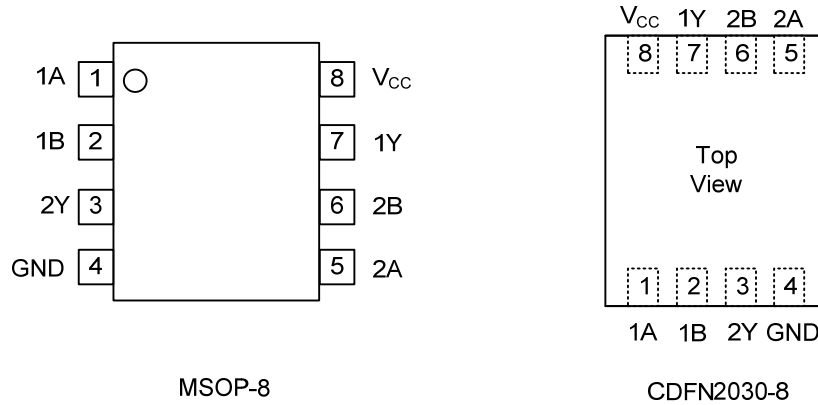 1A 1 8 VCC
1B 2 7 1Y
2Y 3 6 2B
GND 4 5 2A
MSOP-8
VCC 1Y 2B 2A
8 7 6 5
Top
View
1 2 3 4
1A 1B 2Y GND
CDFN2030-8